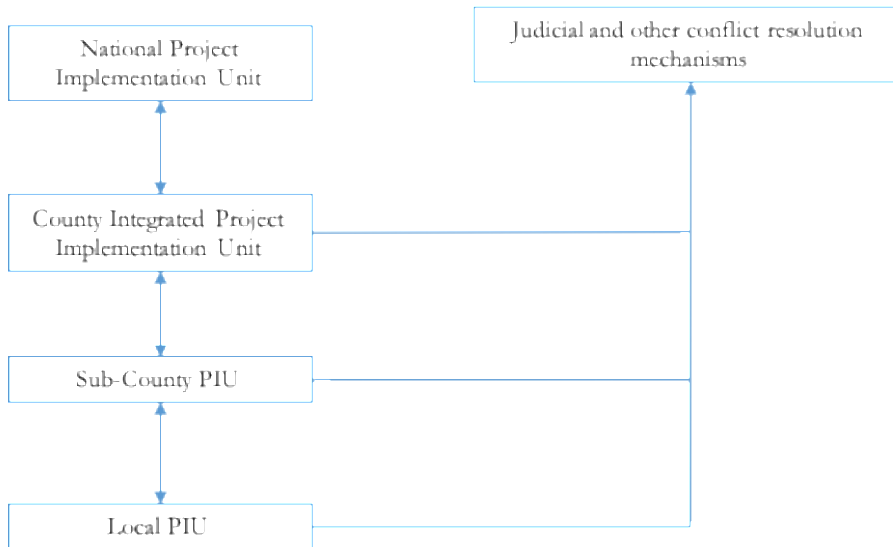 National Project
Implementation Unit
Judicial and other conflict resolution
mechanisms
County Integrated Project
Implementation Unit
Sub-County PIU
Local PIU